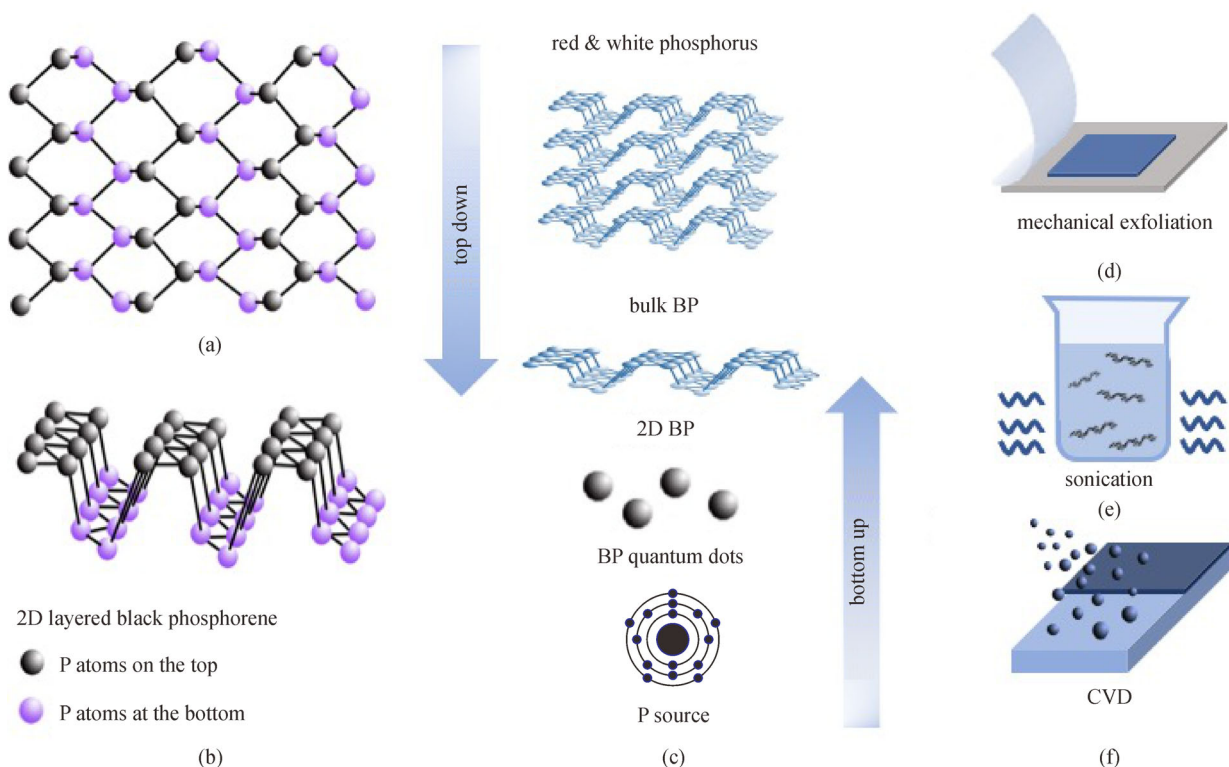 (a)
2D layered black phosphorene
P atoms on the top
P atoms at the bottom
(b)
top down
red & white phosphorus
bulk BP
2D BP
BP quantum dots
P source
bottom up
(c)
mechanical exfoliation
(d)
sonication
(e)
CVD
(f)